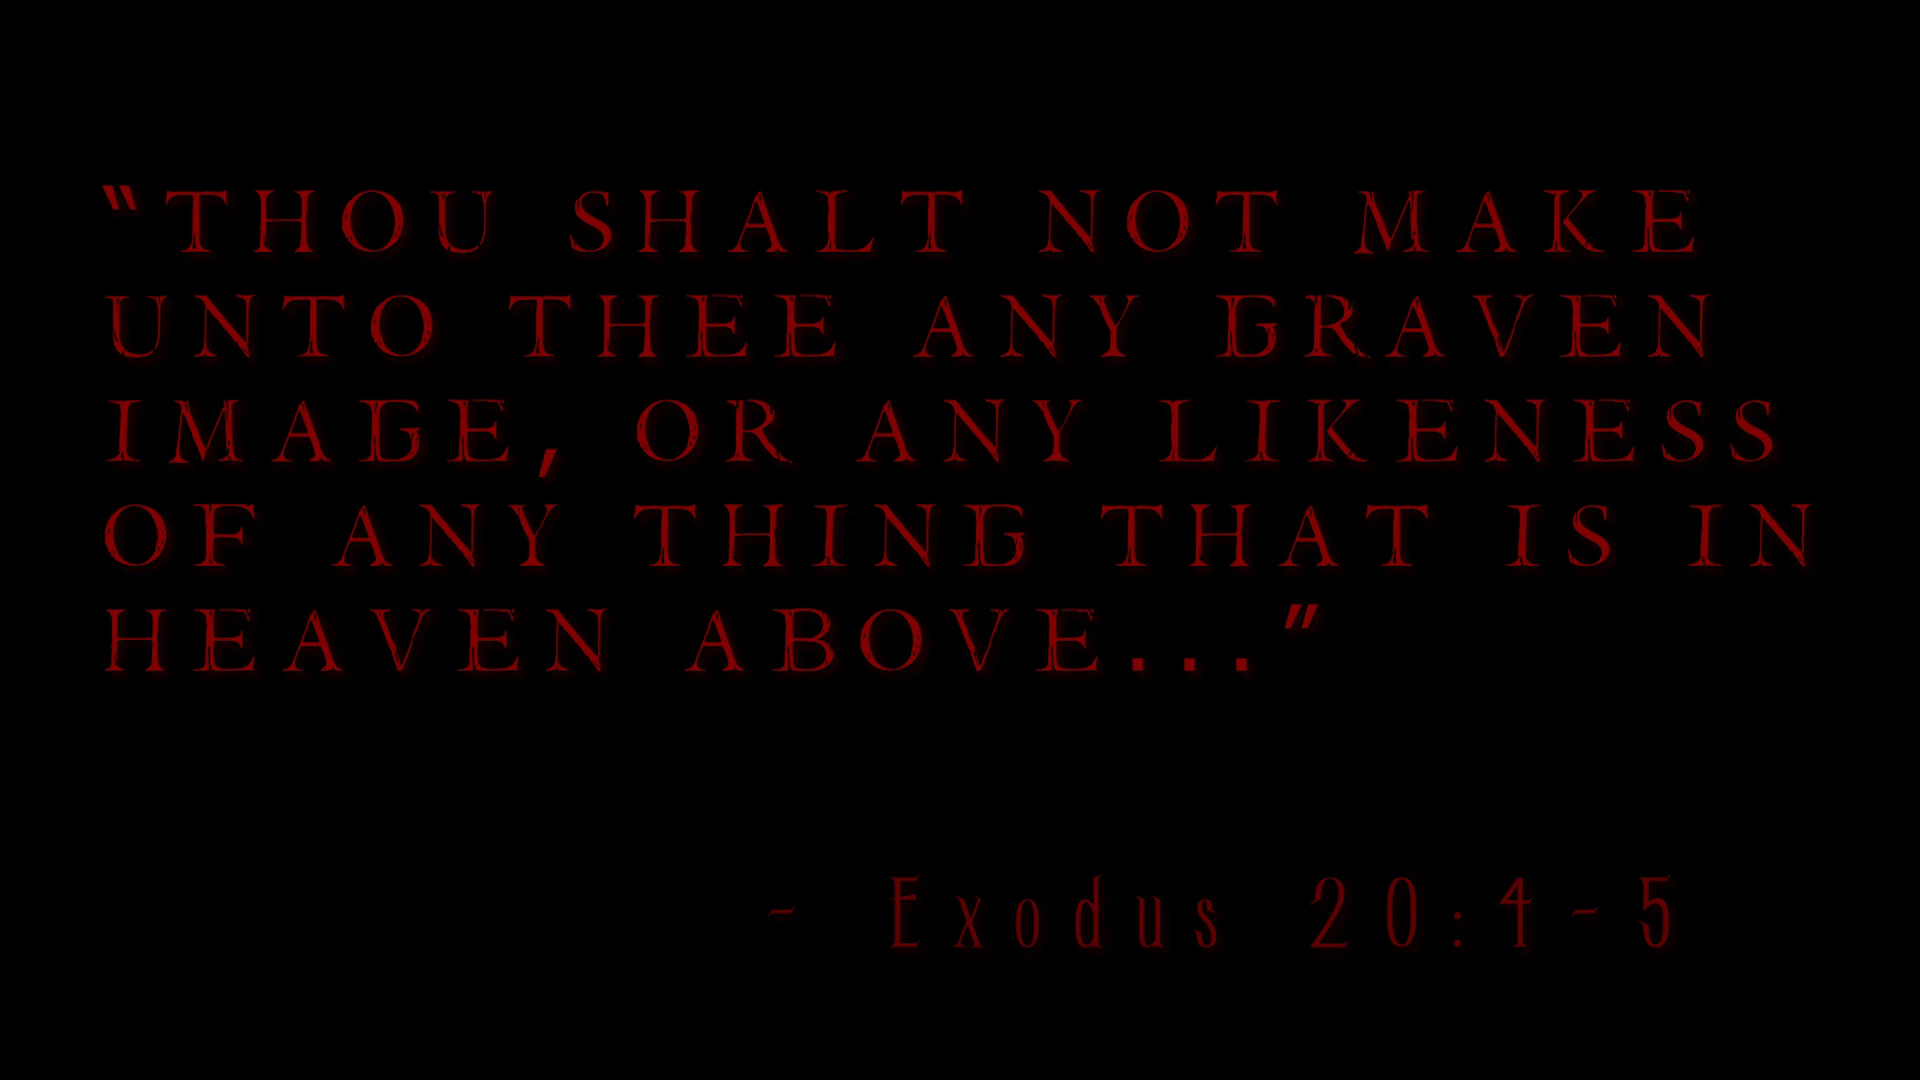 “THOU SHALT NOT MAKE
UNTO THEE ANY GRAVEN
IMAGE, OR ANY LIKENESS
OF ANY THING THAT IS IN
HEAVEN ABOVE...”
- Exodus 20:4-5